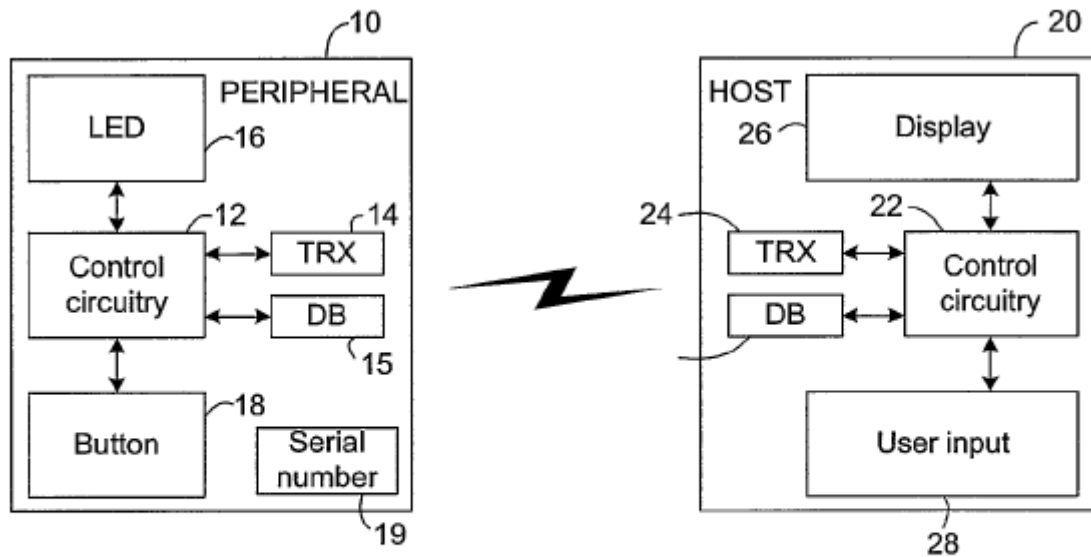 10
PERIPHERAL
LED
16
12
14
Control
circuitry
TRX
DB
15
18
Button
Serial
number
19
20
HOST
26
Display
24
22
TRX
Control
circuitry
DB
User input
28